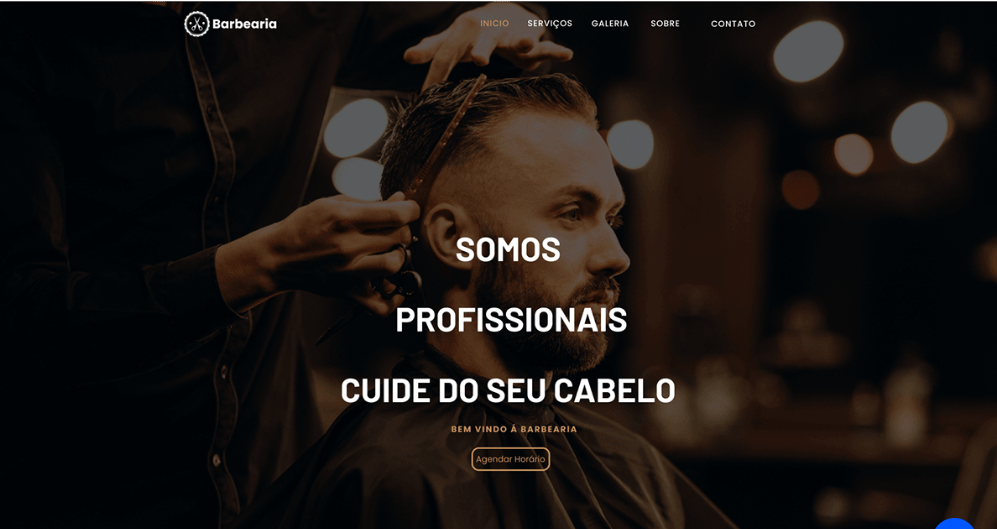 Barbearia
INICIO SERVIÇOS GALERIA SOBRE CONTATO
SOMOS
PROFISSIONAIS
CUIDE DO SEU CABELO
BEM VINDO Á BARBEARIA
Agendar Horário